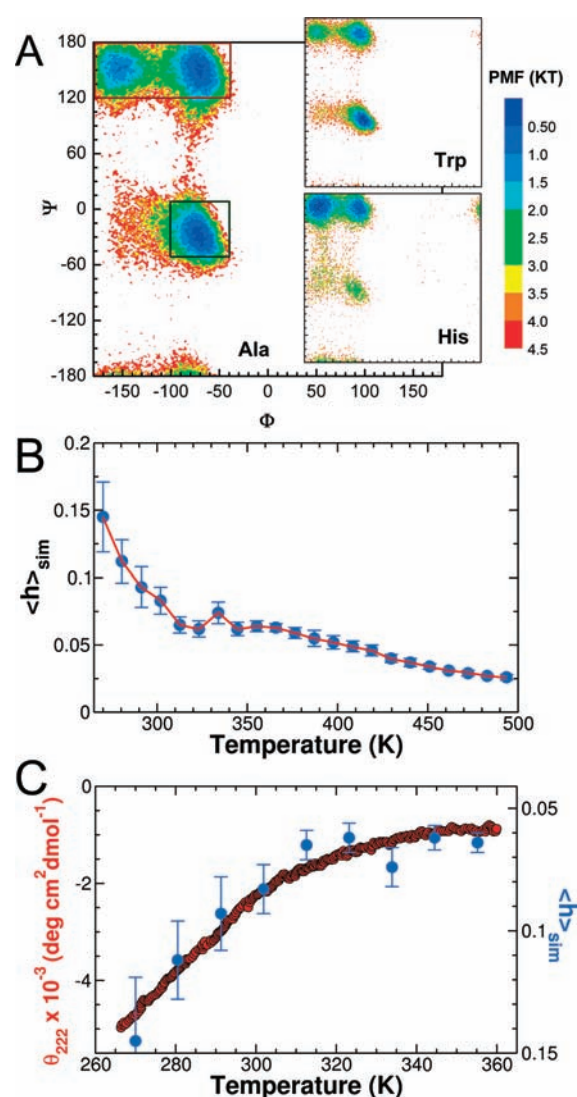 A
180
120
60
0
-60
-120
-180
Ψ
-150 -100 -50 0 50 100 150
Φ
Ala
Trp
His
PMF (KT)
0.50
1.0
1.5
2.0
2.5
3.0
3.5
4.0
4.5
B
0.2
0.15
0.1
0.05
0
<h>sim
300 350 400 450 500
Temperature (K)
C
0
-2
-4
θ222 x 10-3 (deg cm2 dmol-1)
0.05
0.1
0.15
<h>sim
260 280 300 320 340 360
Temperature (K)